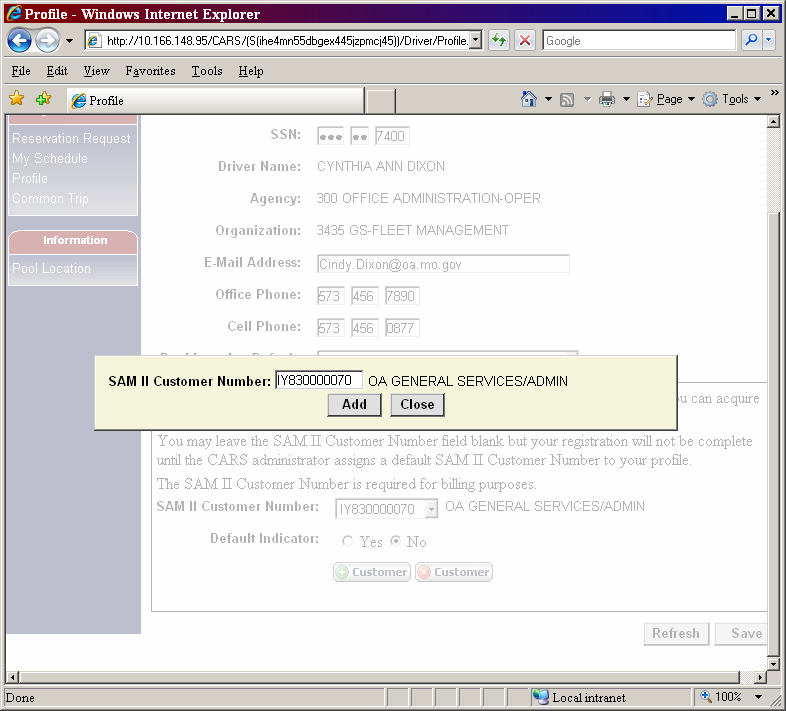 Profile - Windows Internet Explorer
http://10.166.148.95/CARS/(S(ihe4mn55dbgex445jzpmcj45))/Driver/Profile. Google
File Edit View Favorites Tools Help
Profile Page Tools »
Reservation Request
My Schedule
Profile
Common Trip
Information
Pool Location
SSN: ●●● ●● 7400
Driver Name: CYNTHIA ANN DIXON
Agency: 300 OFFICE ADMINISTRATION-OPER
Organization: 3435 GS-FLEET MANAGEMENT
E-Mail Address: Cindy.Dixon@oa.mo.gov
Office Phone: 573 456 7890
Cell Phone: 573 456 0877
SAM II Customer Number: IY830000070 OA GENERAL SERVICES/ADMIN
Add Close
can acquire
You may leave the SAM II Customer Number field blank but your registration will not be complete
until the CARS administrator assigns a default SAM II Customer Number to your profile.
The SAM II Customer Number is required for billing purposes.
SAM II Customer Number: IY830000070 OA GENERAL SERVICES/ADMIN
Default Indicator: Yes No
Customer Customer
Refresh Save
Done Local intranet 100%